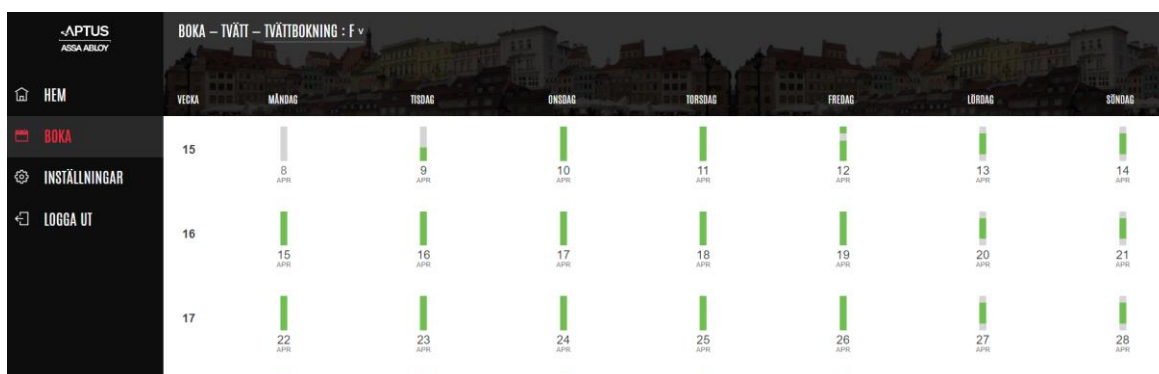 APTUS
ASSA ABLOY
BOKA – TVÄTT – TVÄTTBOKNING : F
HEM
BOKA
INSTÄLLNINGAR
LOGGA UT
VECKA MÅNDAG TISDAG ONSDAG TORSDAG FREDAG LÖRDAG SÖNDAG
15
8 9 10 11 12 13 14
APR APR APR APR APR APR APR
16
15 16 17 18 19 20 21
APR APR APR APR APR APR APR
17
22 23 24 25 26 27 28
APR APR APR APR APR APR APR